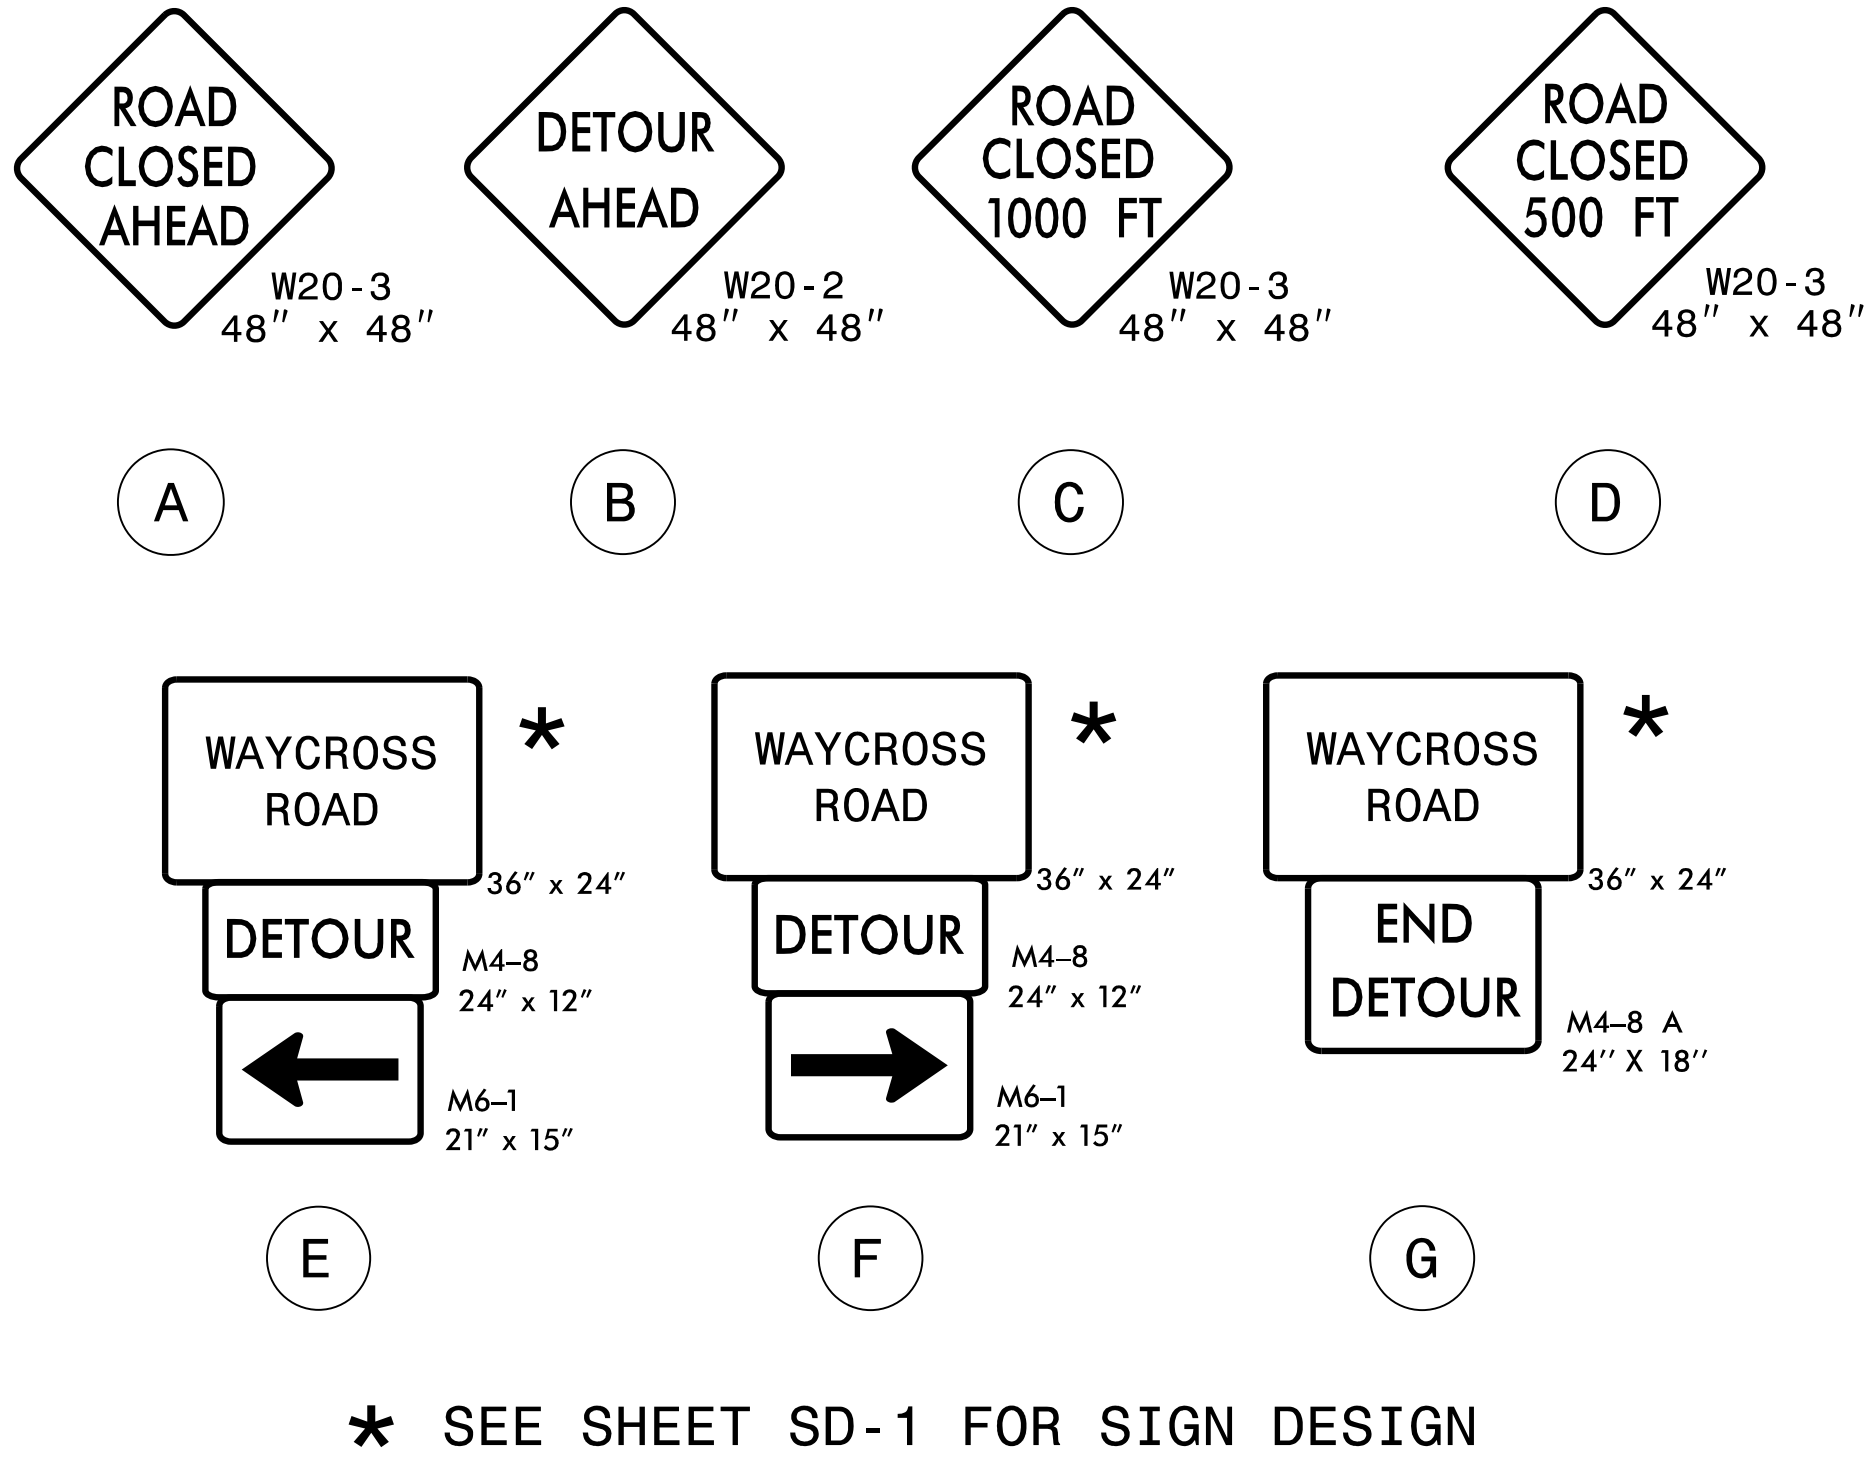 ROAD
CLOSED
AHEAD
W20-3
48" x 48"
A
DETOUR
AHEAD
W20-2
48" x 48"
B
ROAD
CLOSED
1000 FT
W20-3
48" x 48"
C
ROAD
CLOSED
500 FT
W20-3
48" x 48"
D
WAYCROSS
ROAD
*
36" x 24"
DETOUR
M4–8
24" x 12"
M6–1
21" x 15"
E
WAYCROSS
ROAD
*
36" x 24"
DETOUR
M4–8
24" x 12"
M6–1
21" x 15"
F
WAYCROSS
ROAD
*
36" x 24"
END
DETOUR
M4–8 A
24'' X 18''
G
* SEE SHEET SD-1 FOR SIGN DESIGN